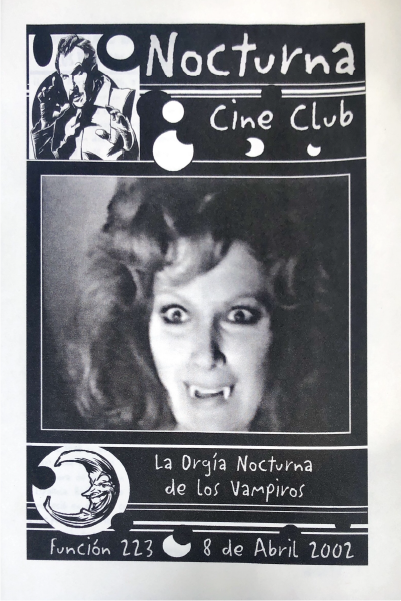 Nocturna
Cine Club
La Orgía Nocturna
de los Vampiros
Función 223 8 de Abril 2002